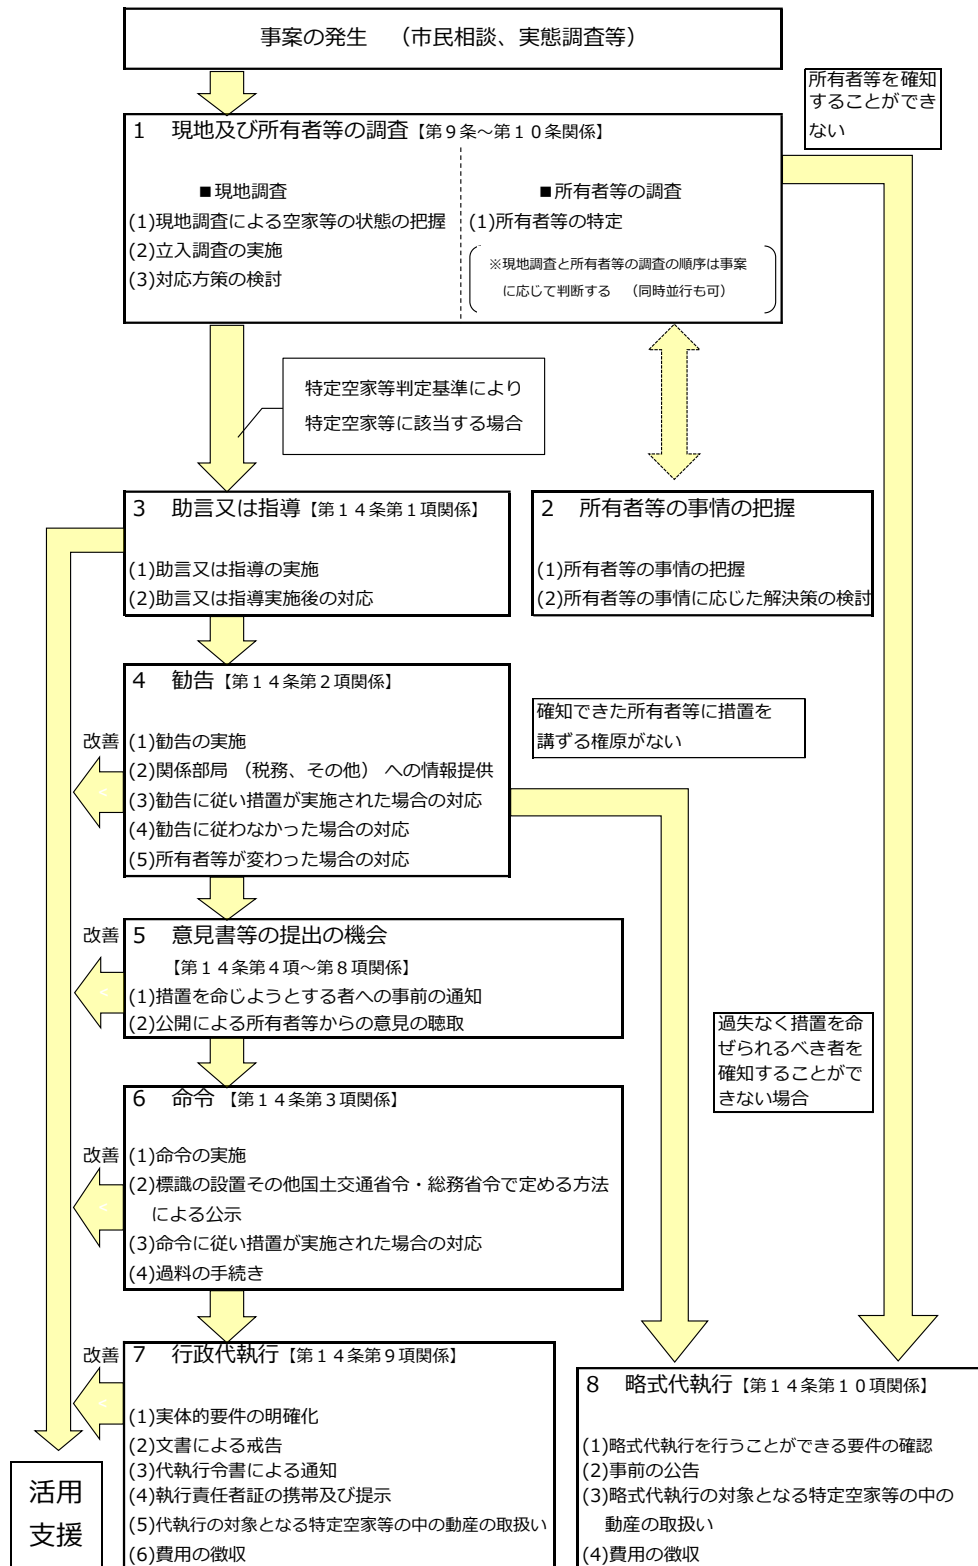 事案の発生　（市民相談、実態調査等）
所有者等を確知
することができ
ない
１　現地及び所有者等の調査【第９条～第１０条関係】
■現地調査
(1)現地調査による空家等の状態の把握
(2)立入調査の実施
(3)対応方策の検討
■所有者等の調査
(1)所有者等の特定
※現地調査と所有者等の調査の順序は事案
に応じて判断する　（同時並行も可）
特定空家等判定基準により
特定空家等に該当する場合
３　助言又は指導【第１４条第１項関係】
(1)助言又は指導の実施
(2)助言又は指導実施後の対応
２　所有者等の事情の把握
(1)所有者等の事情の把握
(2)所有者等の事情に応じた解決策の検討
４　勧告【第１４条第２項関係】
改善
(1)勧告の実施
(2)関係部局 （税務、その他） への情報提供
(3)勧告に従い措置が実施された場合の対応
(4)勧告に従わなかった場合の対応
(5)所有者等が変わった場合の対応
確知できた所有者等に措置を
講ずる権原がない
改善
５　意見書等の提出の機会
【第１４条第４項～第８項関係】
(1)措置を命じようとする者への事前の通知
(2)公開による所有者等からの意見の聴取
過失なく措置を命
ぜられるべき者を
確知することがで
きない場合
６　命令【第１４条第３項関係】
改善
(1)命令の実施
(2)標識の設置その他国土交通省令・総務省令で定める方法
による公示
(3)命令に従い措置が実施された場合の対応
(4)過料の手続き
改善
７　行政代執行【第１４条第９項関係】
(1)実体的要件の明確化
(2)文書による戒告
(3)代執行令書による通知
(4)執行責任者証の携帯及び提示
(5)代執行の対象となる特定空家等の中の動産の取扱い
(6)費用の徴収
８　略式代執行【第１４条第１０項関係】
(1)略式代執行を行うことができる要件の確認
(2)事前の公告
(3)略式代執行の対象となる特定空家等の中の
動産の取扱い
(4)費用の徴収
活用
支援